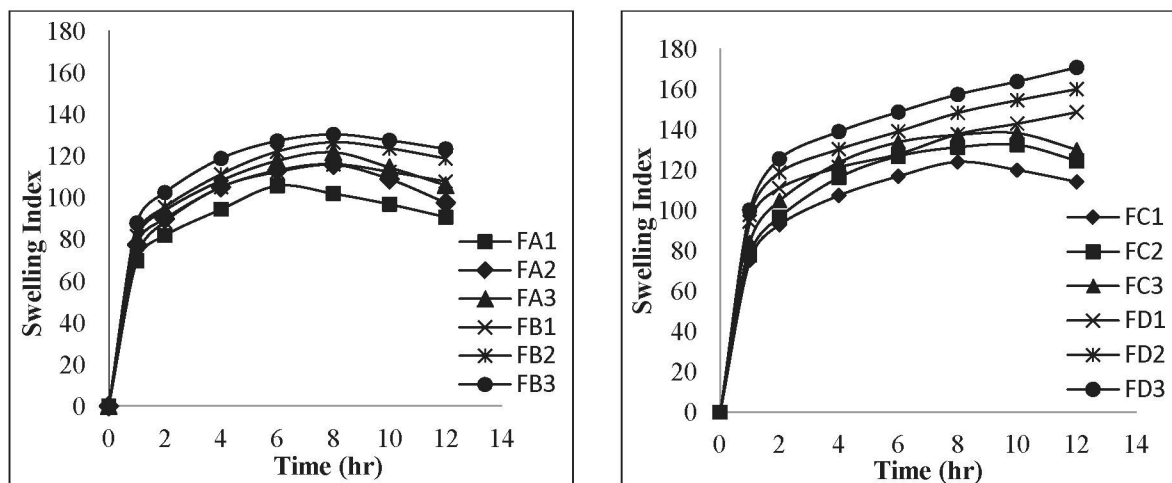 180
160
140
120
100
80
60
40
20
0
Swelling Index
0 2 4 6 8 10 12 14
Time (hr)
FA1
FA2
FA3
FB1
FB2
FB3
180
160
140
120
100
80
60
40
20
0
Swelling Index
0 2 4 6 8 10 12 14
Time (hr)
FC1
FC2
FC3
FD1
FD2
FD3